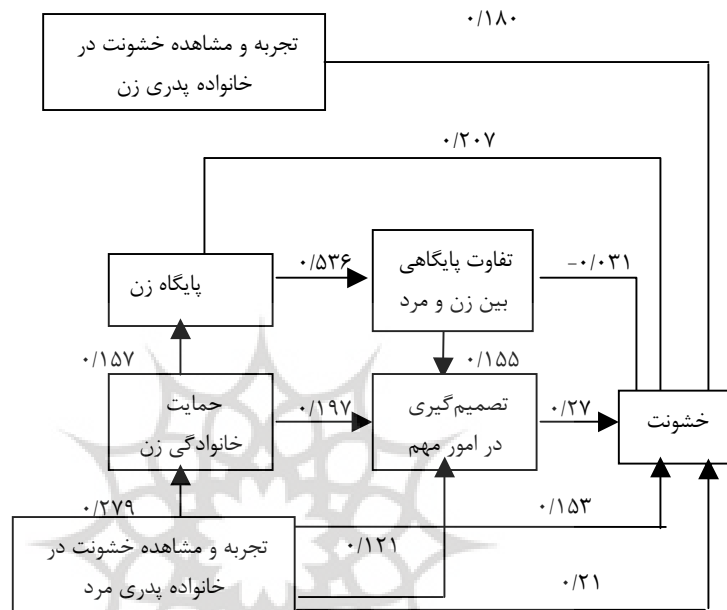 ۰/۱۸۰
تجربه و مشاهده خشونت در
خانواده پدری زن
۰/۲۰۷
تفاوت پایگاهی
بین زن و مرد
−۰/۰۳۱
۰/۵۳۶
پایگاه زن
۰/۱۵۵
۰/۱۵۷
تصمیم‌گیری
در امور مهم
۰/۲۷
خشونت
۰/۱۹۷
حمایت
خانوادگی زن
۰/۲۷۹
۰/۱۵۳
تجربه و مشاهده خشونت در
خانواده پدری مرد
۰/۱۲۱
۰/۲۱